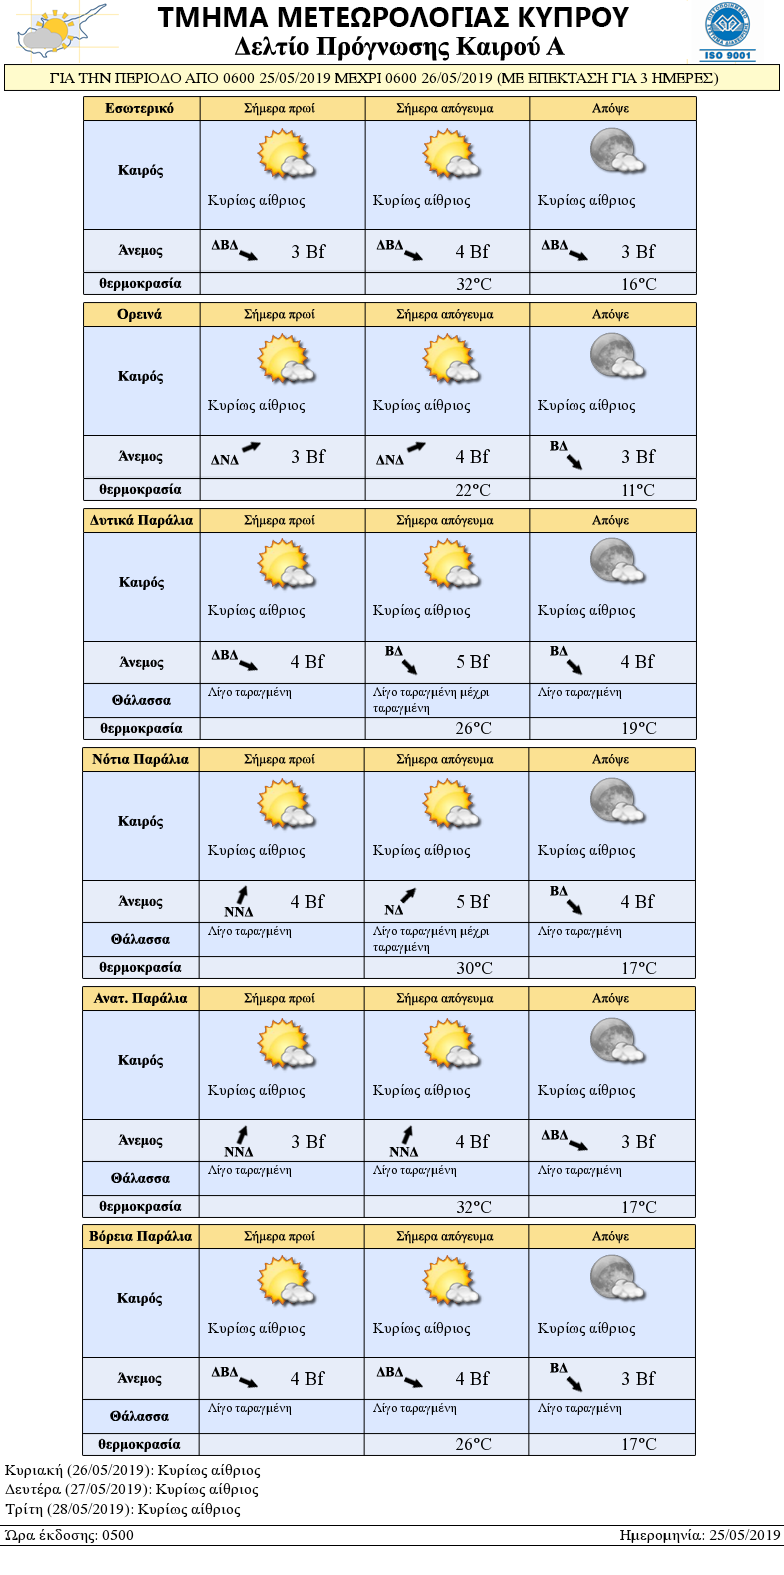 ΤΜΗΜΑ ΜΕΤΕΩΡΟΛΟΓΙΑΣ ΚΥΠΡΟΥ
Δελτίο Πρόγνωσης Καιρού Α
ISO 9001
ΓΙΑ ΤΗΝ ΠΕΡΙΟΔΟ ΑΠΟ 0600 25/05/2019 ΜΕΧΡΙ 0600 26/05/2019 (ΜΕ ΕΠΕΚΤΑΣΗ ΓΙΑ 3 ΗΜΕΡΕΣ)
Εσωτερικό Σήμερα πρωί Σήμερα απόγευμα Απόψε
Καιρός Κυρίως αίθριος Κυρίως αίθριος Κυρίως αίθριος
Άνεμος ΔΒΔ 3 Bf ΔΒΔ 4 Bf ΔΒΔ 3 Bf
θερμοκρασία 32°C 16°C
Ορεινά Σήμερα πρωί Σήμερα απόγευμα Απόψε
Καιρός Κυρίως αίθριος Κυρίως αίθριος Κυρίως αίθριος
Άνεμος ΔΝΔ 3 Bf ΔΝΔ 4 Bf ΒΔ 3 Bf
θερμοκρασία 22°C 11°C
Δυτικά Παράλια Σήμερα πρωί Σήμερα απόγευμα Απόψε
Καιρός Κυρίως αίθριος Κυρίως αίθριος Κυρίως αίθριος
Άνεμος ΔΒΔ 4 Bf ΒΔ 5 Bf ΒΔ 4 Bf
Θάλασσα Λίγο ταραγμένη Λίγο ταραγμένη μέχρι ταραγμένη Λίγο ταραγμένη
θερμοκρασία 26°C 19°C
Νότια Παράλια Σήμερα πρωί Σήμερα απόγευμα Απόψε
Καιρός Κυρίως αίθριος Κυρίως αίθριος Κυρίως αίθριος
Άνεμος ΝΝΔ 4 Bf ΝΔ 5 Bf ΒΔ 4 Bf
Θάλασσα Λίγο ταραγμένη Λίγο ταραγμένη μέχρι ταραγμένη Λίγο ταραγμένη
θερμοκρασία 30°C 17°C
Ανατ. Παράλια Σήμερα πρωί Σήμερα απόγευμα Απόψε
Καιρός Κυρίως αίθριος Κυρίως αίθριος Κυρίως αίθριος
Άνεμος ΝΝΔ 3 Bf ΝΝΔ 4 Bf ΔΒΔ 3 Bf
Θάλασσα Λίγο ταραγμένη Λίγο ταραγμένη Λίγο ταραγμένη
θερμοκρασία 32°C 17°C
Βόρεια Παράλια Σήμερα πρωί Σήμερα απόγευμα Απόψε
Καιρός Κυρίως αίθριος Κυρίως αίθριος Κυρίως αίθριος
Άνεμος ΔΒΔ 4 Bf ΔΒΔ 4 Bf ΒΔ 3 Bf
Θάλασσα Λίγο ταραγμένη Λίγο ταραγμένη Λίγο ταραγμένη
θερμοκρασία 26°C 17°C
Κυριακή (26/05/2019): Κυρίως αίθριος
Δευτέρα (27/05/2019): Κυρίως αίθριος
Τρίτη (28/05/2019): Κυρίως αίθριος
Ώρα έκδοσης: 0500 Ημερομηνία: 25/05/2019